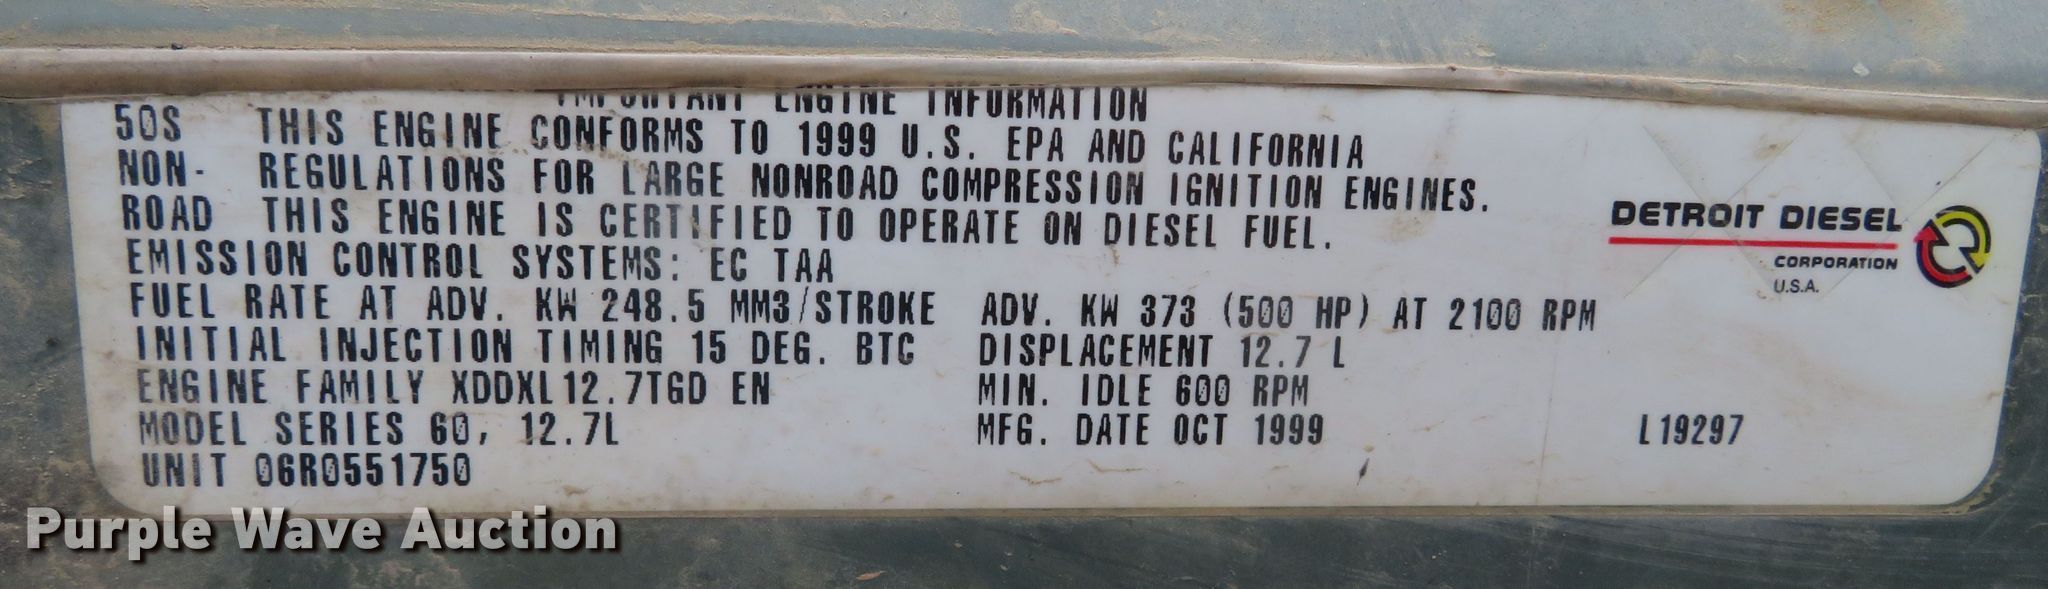 IMPORTANT ENGINE INFORMATION
50S THIS ENGINE CONFORMS TO 1999 U.S. EPA AND CALIFORNIA
NON- REGULATIONS FOR LARGE NONROAD COMPRESSION IGNITION ENGINES.
ROAD THIS ENGINE IS CERTIFIED TO OPERATE ON DIESEL FUEL.
EMISSION CONTROL SYSTEMS: EC TAA
FUEL RATE AT ADV. KW 248.5 MM3/STROKE ADV. KW 373 (500 HP) AT 2100 RPM
INITIAL INJECTION TIMING 15 DEG. BTC DISPLACEMENT 12.7 L
ENGINE FAMILY XDDXL12.7TGD EN MIN. IDLE 600 RPM
MODEL SERIES 60, 12.7L MFG. DATE OCT 1999 L19297
UNIT 06R0551750
DETROIT DIESEL
CORPORATION
U.S.A.
Purple Wave Auction